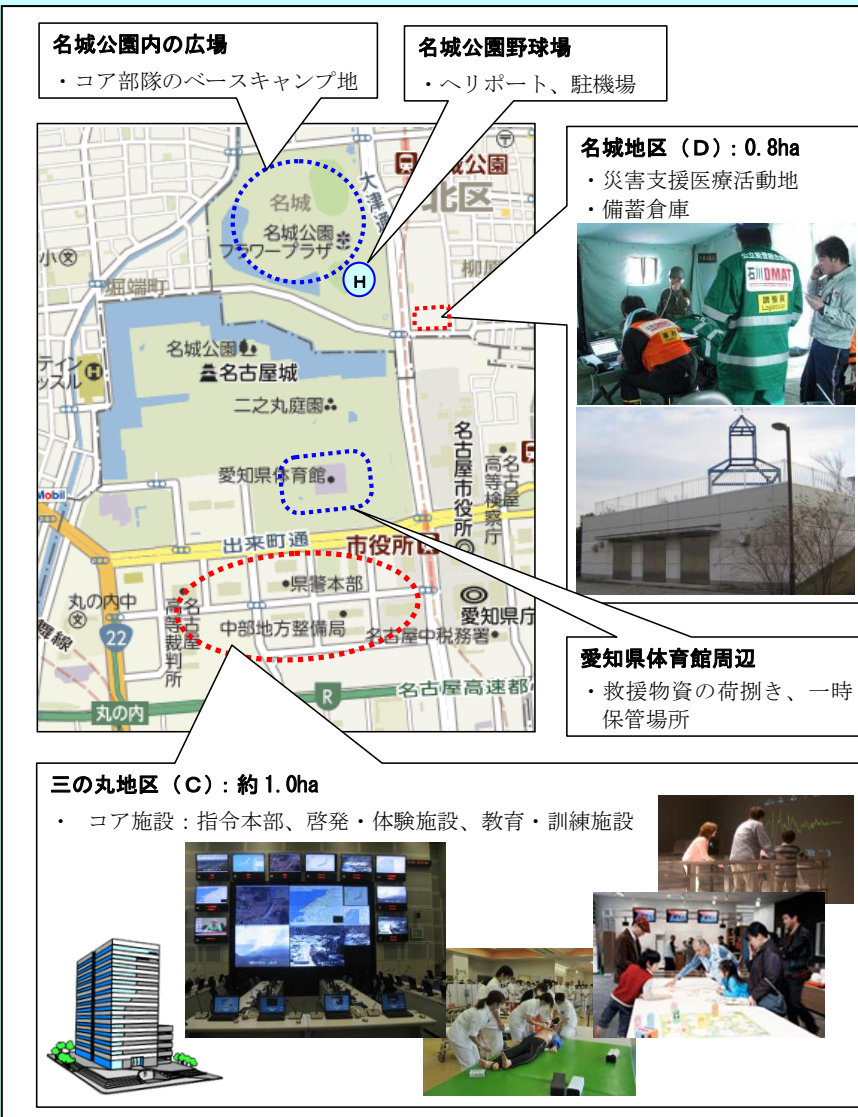 名城公園内の広場
・コア部隊のベースキャンプ地
名城公園野球場
・ヘリポート、駐機場
名城地区（D）：0.8ha
・災害支援医療活動地
・備蓄倉庫
石川DMAT
調整員
Logistics
大津通
北区
名城
名城公園
フラワープラザ
H
柳原
堀端町
小
名城公園
名古屋城
二之丸庭園
愛知県体育館
名古屋市役所
名古屋高等検察庁
Mobil
出来町通
市役所
県警本部
丸の内中
22
名古屋高等裁判所
中部地方整備局
名古屋中税務署
愛知県庁
舞線
R
名古屋高速都
丸の内
愛知県体育館周辺
・救援物資の荷捌き、一時
保管場所
三の丸地区（C）：約1.0ha
・ コア施設：指令本部、啓発・体験施設、教育・訓練施設